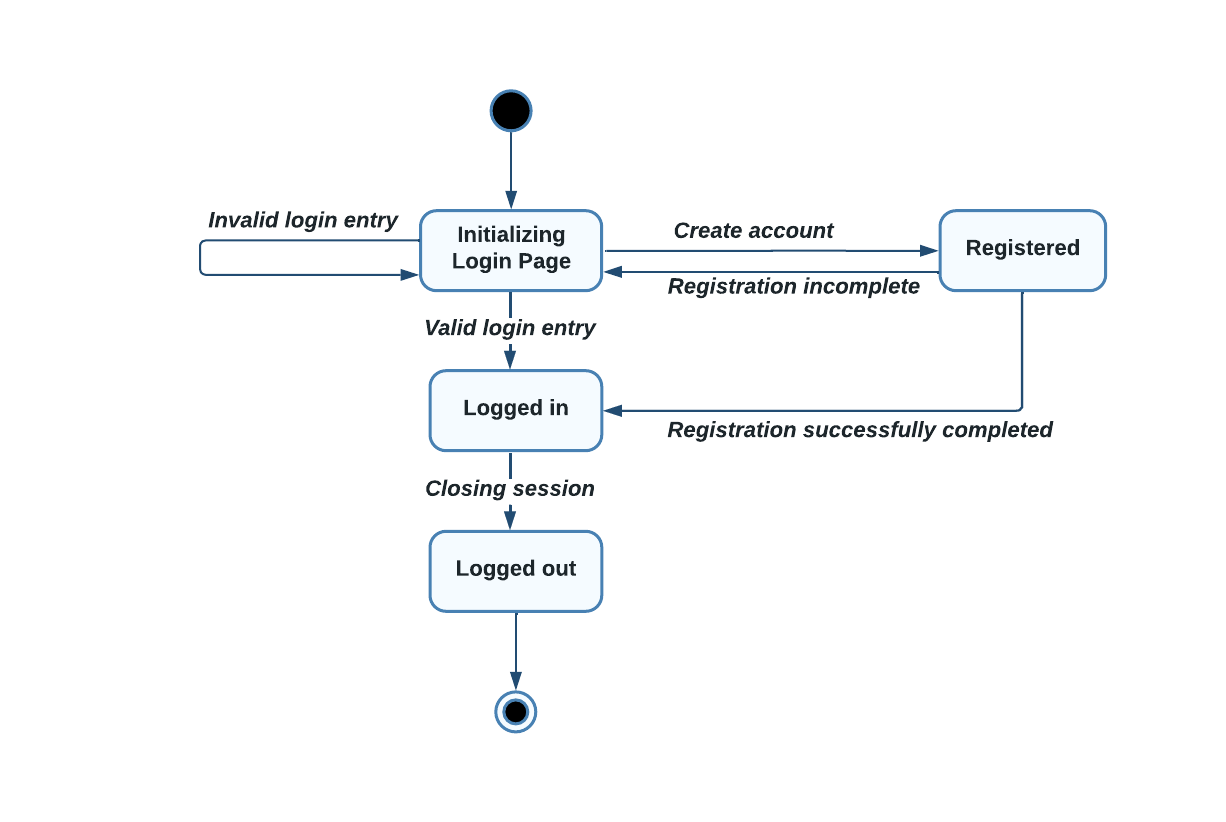 Invalid login entry
Initializing
Login Page
Create account
Registered
Registration incomplete
Valid login entry
Logged in
Registration successfully completed
Closing session
Logged out